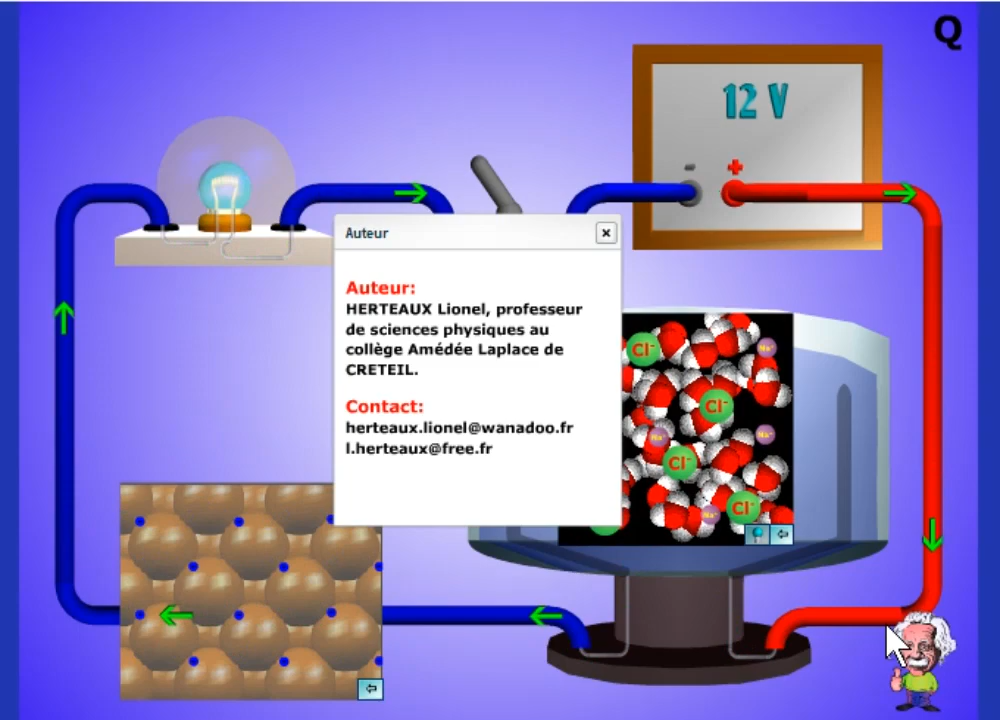 Q
12 V
- +
Auteur
Auteur:
HERTEAUX Lionel, professeur
de sciences physiques au
collège Amédée Laplace de
CRETEIL.
Contact:
herteaux.lionel@wanadoo.fr
l.herteaux@free.fr
Cl⁻
Na⁺
Cl⁻
Na⁺
Na⁺
Cl⁻
Cl⁻
Na⁺